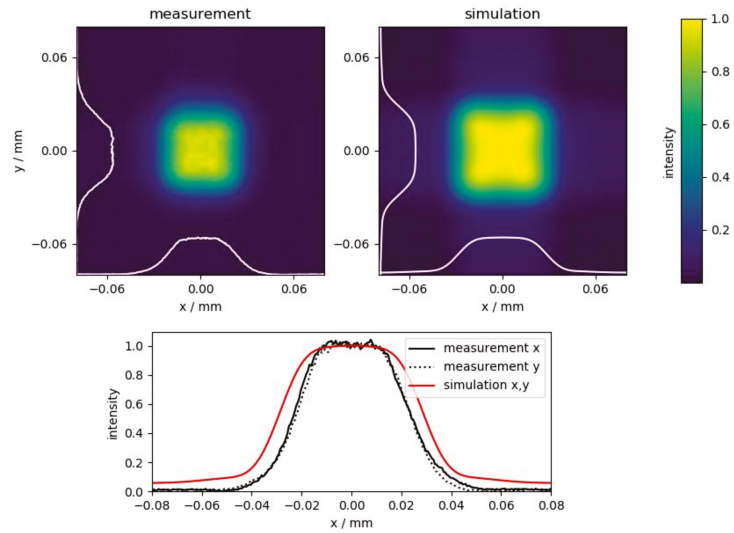 measurement
simulation
0.06
0.00
−0.06
y / mm
−0.06
0.00
0.06
x / mm
0.06
0.00
−0.06
−0.06
0.00
0.06
x / mm
1.0
0.8
0.6
0.4
0.2
intensity
1.0
0.8
0.6
0.4
0.2
0.0
intensity
measurement x
measurement y
simulation x,y
−0.08
−0.06
−0.04
−0.02
0.00
0.02
0.04
0.06
0.08
x / mm